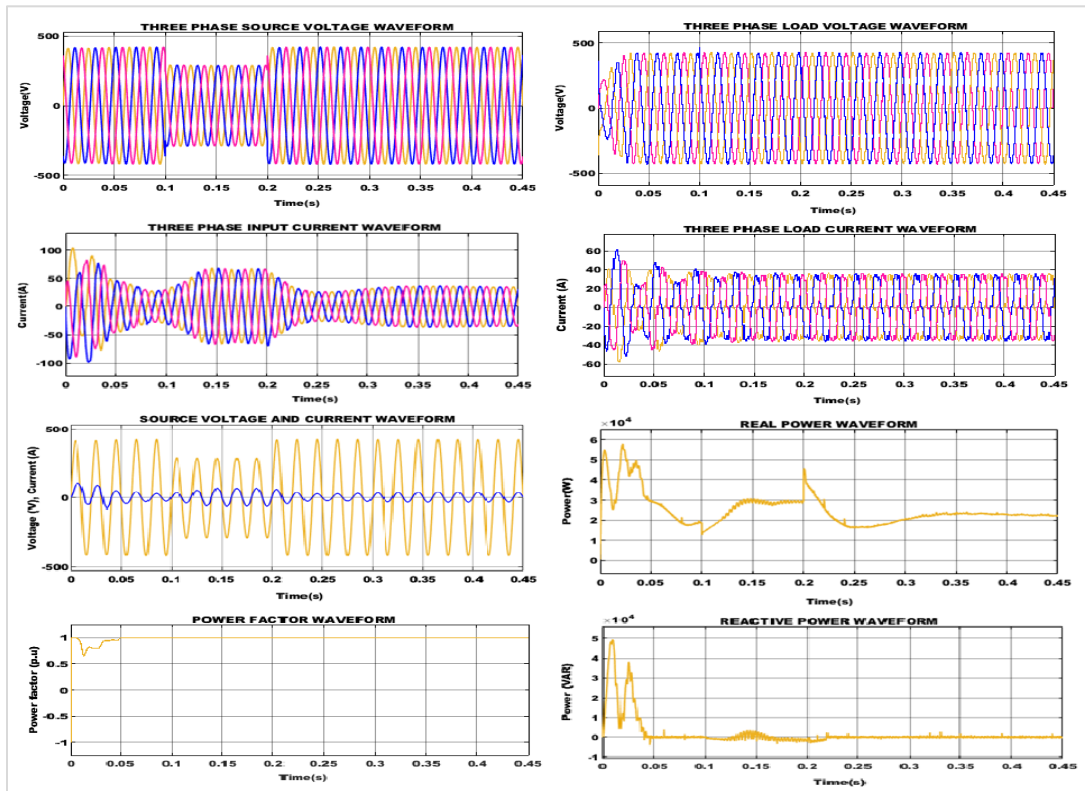 THREE PHASE SOURCE VOLTAGE WAVEFORM
500
0
-500
Voltage(V)
0 0.05 0.1 0.15 0.2 0.25 0.3 0.35 0.4 0.45
Time(s)
THREE PHASE LOAD VOLTAGE WAVEFORM
500
0
-500
Voltage(V)
0 0.05 0.1 0.15 0.2 0.25 0.3 0.35 0.4 0.45
Time(s)
THREE PHASE INPUT CURRENT WAVEFORM
100
50
0
-50
-100
Current(A)
0 0.05 0.1 0.15 0.2 0.25 0.3 0.35 0.4 0.45
Time(s)
THREE PHASE LOAD CURRENT WAVEFORM
60
40
20
0
-20
-40
-60
Current (A)
0 0.05 0.1 0.15 0.2 0.25 0.3 0.35 0.4 0.45
Time(s)
SOURCE VOLTAGE AND CURRENT WAVEFORM
500
0
-500
Voltage (V), Current (A)
0 0.05 0.1 0.15 0.2 0.25 0.3 0.35 0.4 0.45
Time(s)
REAL POWER WAVEFORM
×10⁴
6
5
4
3
2
1
0
Power(W)
0 0.05 0.1 0.15 0.2 0.25 0.3 0.35 0.4 0.45
Time(s)
POWER FACTOR WAVEFORM
1
0.5
0
-0.5
-1
Power factor (p.u)
0 0.05 0.1 0.15 0.2 0.25 0.3 0.35 0.4 0.45
Time(s)
REACTIVE POWER WAVEFORM
×10⁴
5
4
3
2
1
0
-1
Power (VAR)
0 0.05 0.1 0.15 0.2 0.25 0.3 0.35 0.4 0.45
Time(s)